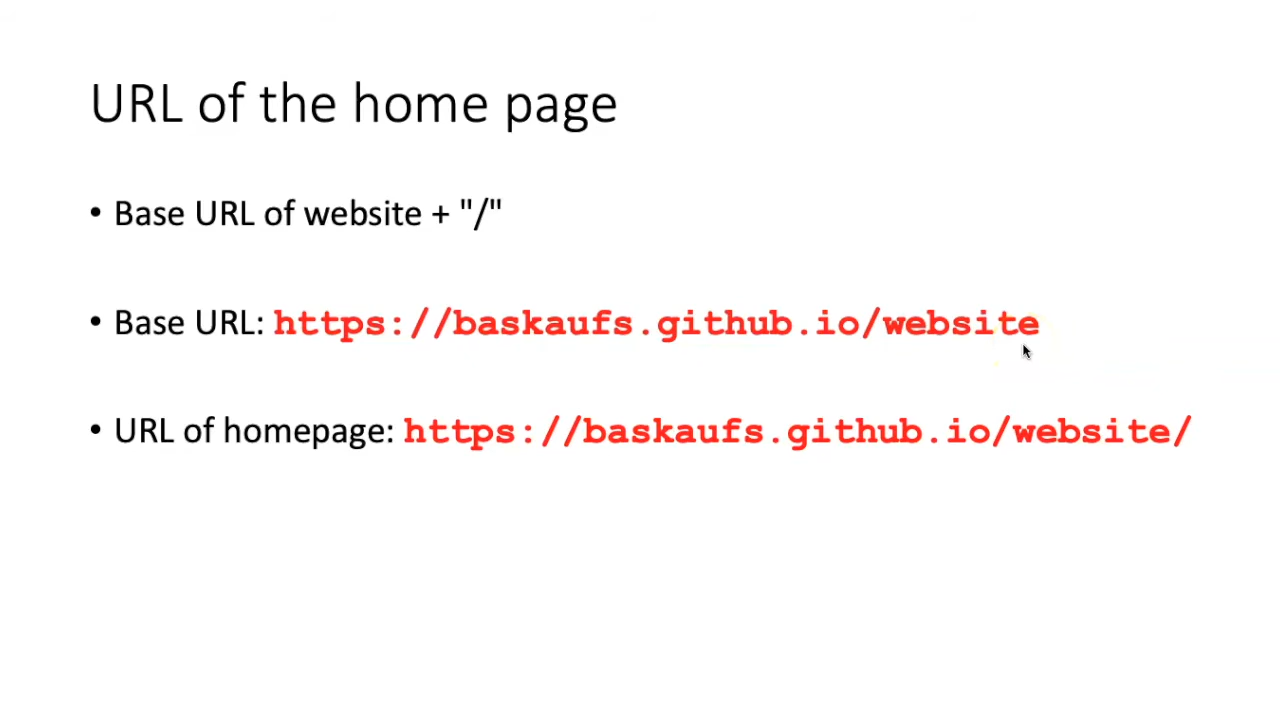 URL of the home page
• Base URL of website + "/"
• Base URL: https://baskaufs.github.io/website
• URL of homepage: https://baskaufs.github.io/website/